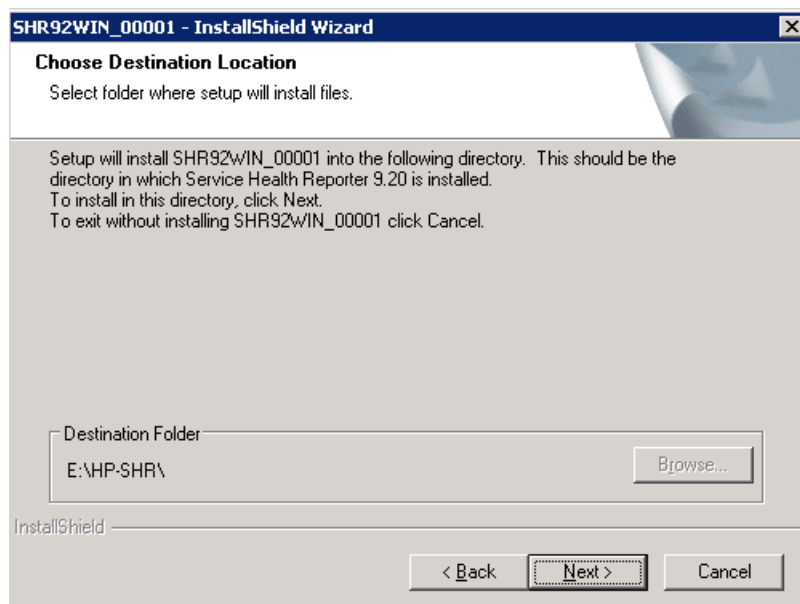 SHR92WIN_00001 - InstallShield Wizard
Choose Destination Location
Select folder where setup will install files.
Setup will install SHR92WIN_00001 into the following directory.  This should be the
directory in which Service Health Reporter 9.20 is installed.
To install in this directory, click Next.
To exit without installing SHR92WIN_00001 click Cancel.
Destination Folder
E:\HP-SHR\
Browse...
InstallShield
< Back
Next >
Cancel